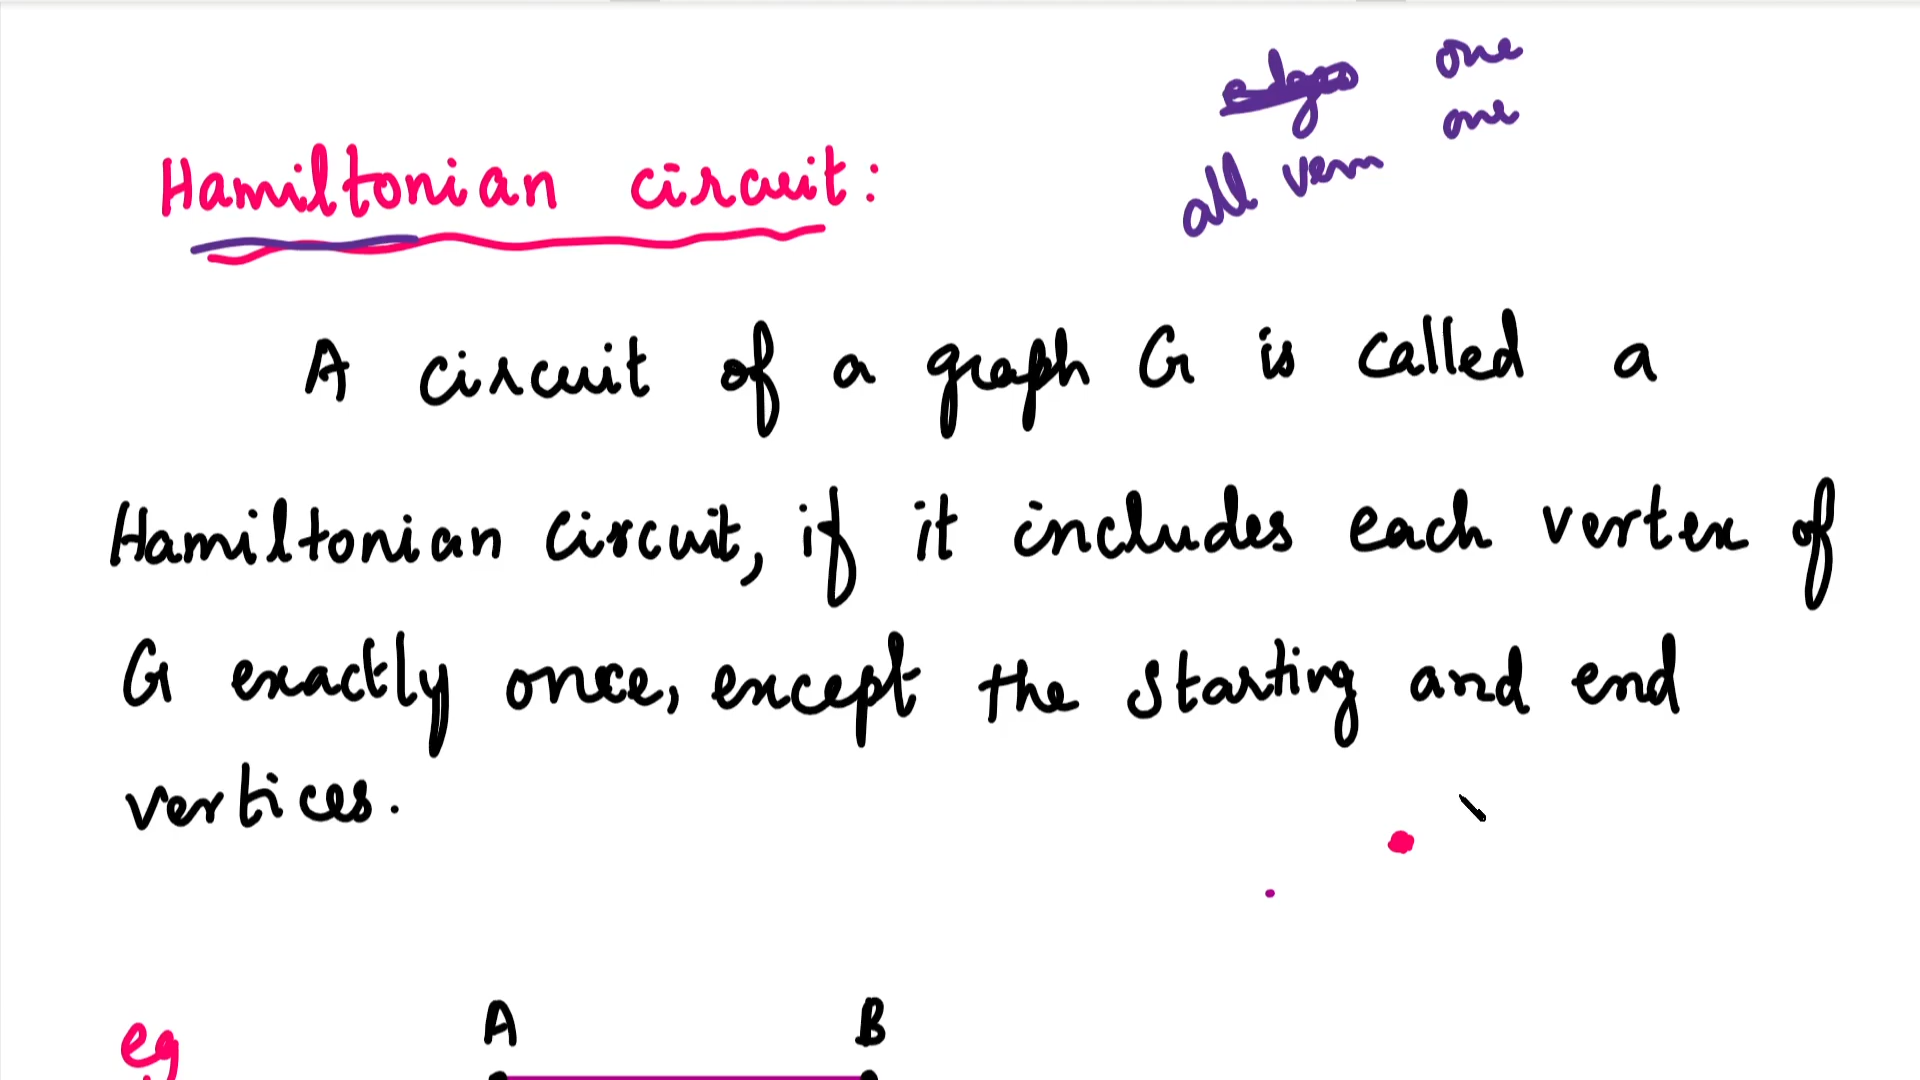 edges one
one
all verm
Hamiltonian circuit:
A circuit of a graph G is called a
Hamiltonian circuit, if it includes each vertex of
G exactly once, except the starting and end
vertices.
A B
eg